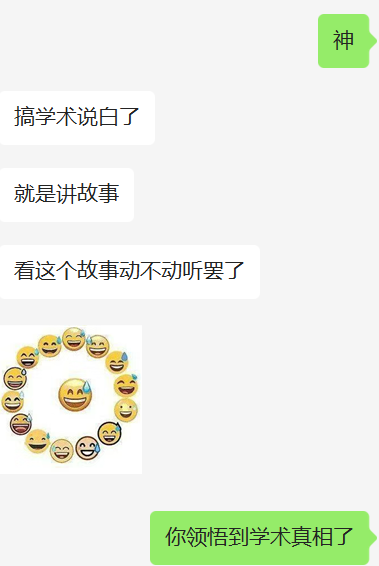 神
搞学术说白了
就是讲故事
看这个故事动不动听罢了
你领悟到学术真相了